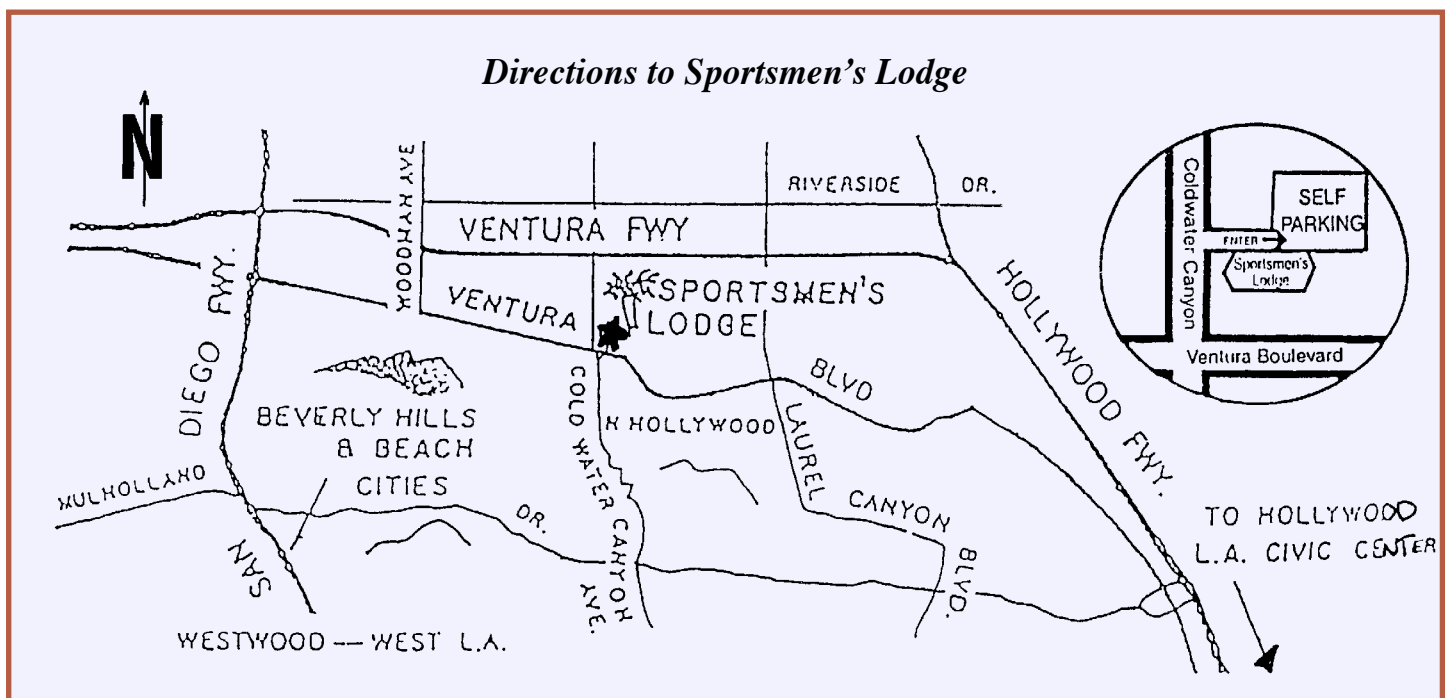 Directions to Sportsmen's Lodge
N
RIVERSIDE DR.
VENTURA FWY
SPORTSMEN'S
LODGE
VENTURA BLVD
SAN DIEGO FWY.
BEVERLY HILLS
& BEACH
CITIES
MULHOLLAND DR.
COLD WATER CANYON AVE.
N HOLLYWOOD
LAUREL CANYON BLVD.
HOLLYWOOD FWY.
TO HOLLYWOOD
L.A. CIVIC CENTER
WESTWOOD — WEST L.A.
Coldwater Canyon
SELF
PARKING
ENTER
Sportsmen's
Lodge
Ventura Boulevard